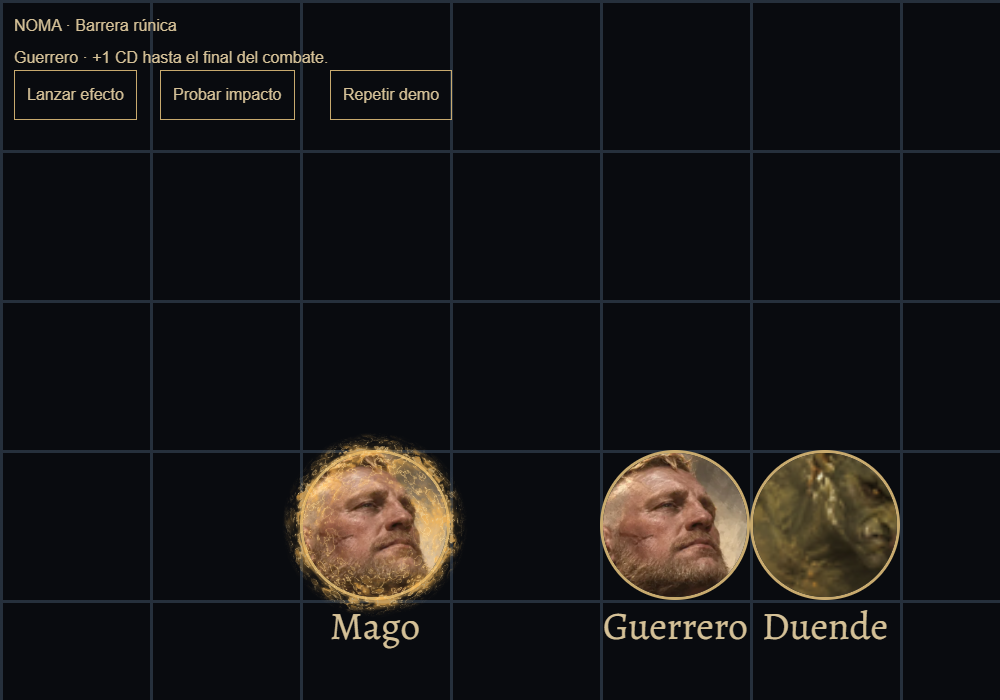 NOMA · Barrera rúnica
Guerrero · +1 CD hasta el final del combate.
Lanzar efecto
Probar impacto
Repetir demo
Mago
Guerrero
Duende